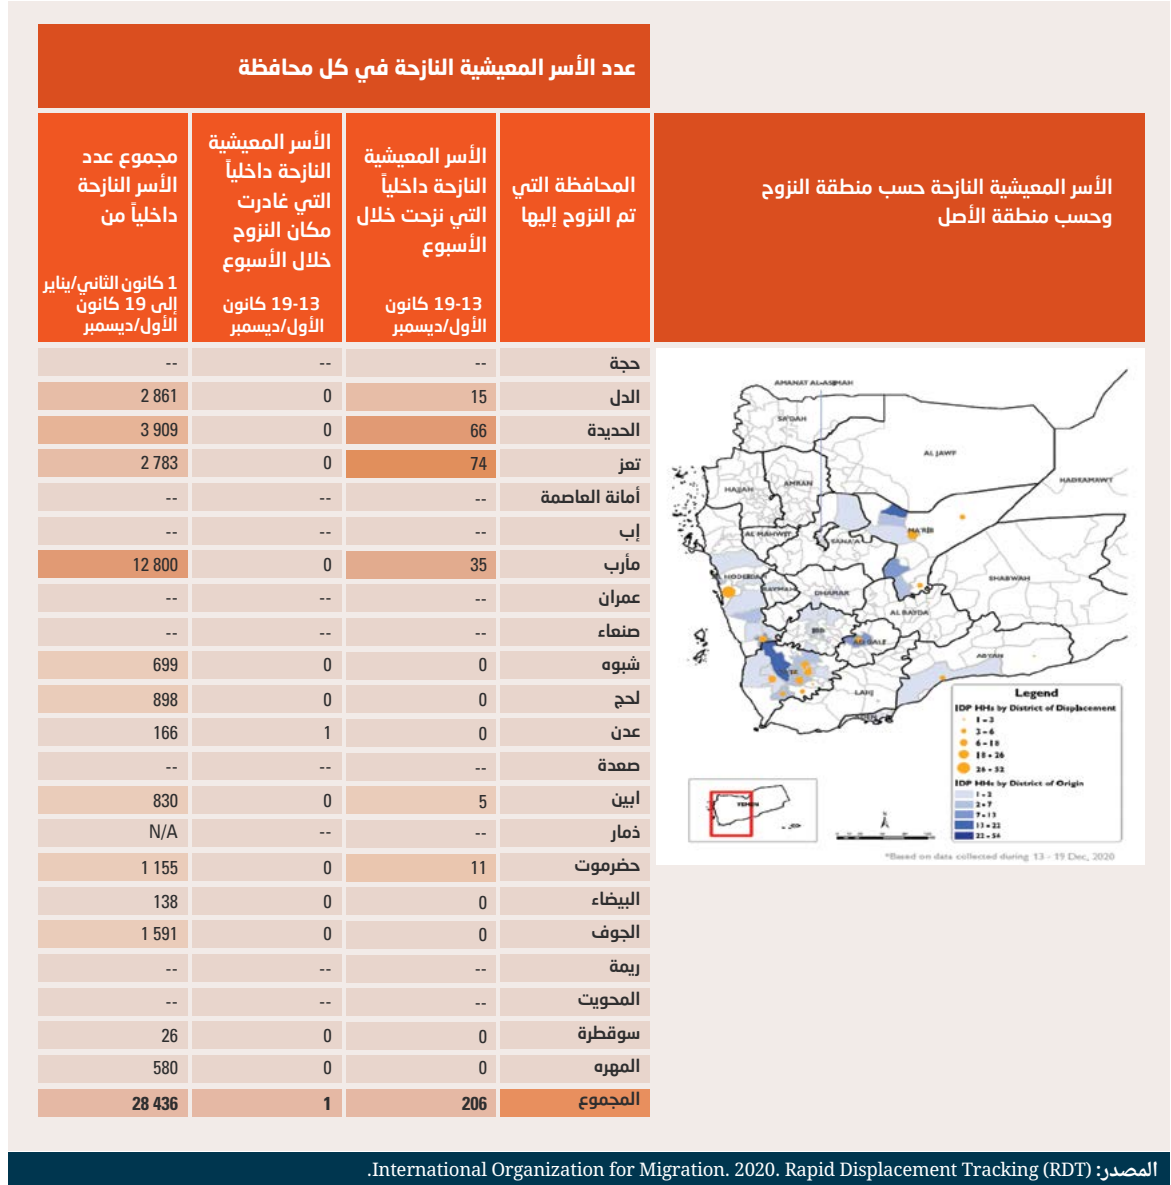 عدد الأسر المعيشية النازحة في كل محافظة
الأسر المعيشية النازحة حسب منطقة النزوح
وحسب منطقة الأصل
المحافظة التي
تم النزوح إليها
الأسر المعيشية
النازحة داخلياً
التي نزحت خلال
الأسبوع
13-19 كانون
الأول/ديسمبر
الأسر المعيشية
النازحة داخلياً
التي غادرت
مكان النزوح
خلال الأسبوع
13-19 كانون
الأول/ديسمبر
مجموع عدد
الأسر النازحة
داخلياً من
1 كانون الثاني/يناير
إلى 19 كانون
الأول/ديسمبر
حجة -- -- --
الدل 15 0 2 861
الحديدة 66 0 3 909
تعز 74 0 2 783
أمانة العاصمة -- -- --
إب -- -- --
مأرب 35 0 12 800
عمران -- -- --
صنعاء -- -- --
شبوه 0 0 699
لحج 0 0 898
عدن 0 1 166
صعدة -- -- --
ابين 5 0 830
ذمار -- -- N/A
حضرموت 11 0 1 155
البيضاء 0 0 138
الجوف 0 0 1 591
ريمة -- -- --
المحويت -- -- --
سوقطرة 0 0 26
المهره 0 0 580
المجموع 206 1 28 436
AMANAT AL-ASIMAH
SA'DAH
AL JAWF
HADRAMAWT
HAJJAH
AMRAN
AL MAHWIT
SANA'A
MA'RIB
SHABWAH
RAYMAH
DHAMAR
AL BAYDA
IBB
ABYAN
LAHJ
Legend
IDP HHs by District of Displacement
3 - 6
6 - 18
18 - 26
26 - 52
IDP HHs by District of Origin
1 - 2
2 - 7
7 - 13
13 - 22
22 - 54
YEMEN
N
*Based on data collected during 13 - 19 Dec, 2020
المصدر: International Organization for Migration. 2020. Rapid Displacement Tracking (RDT).